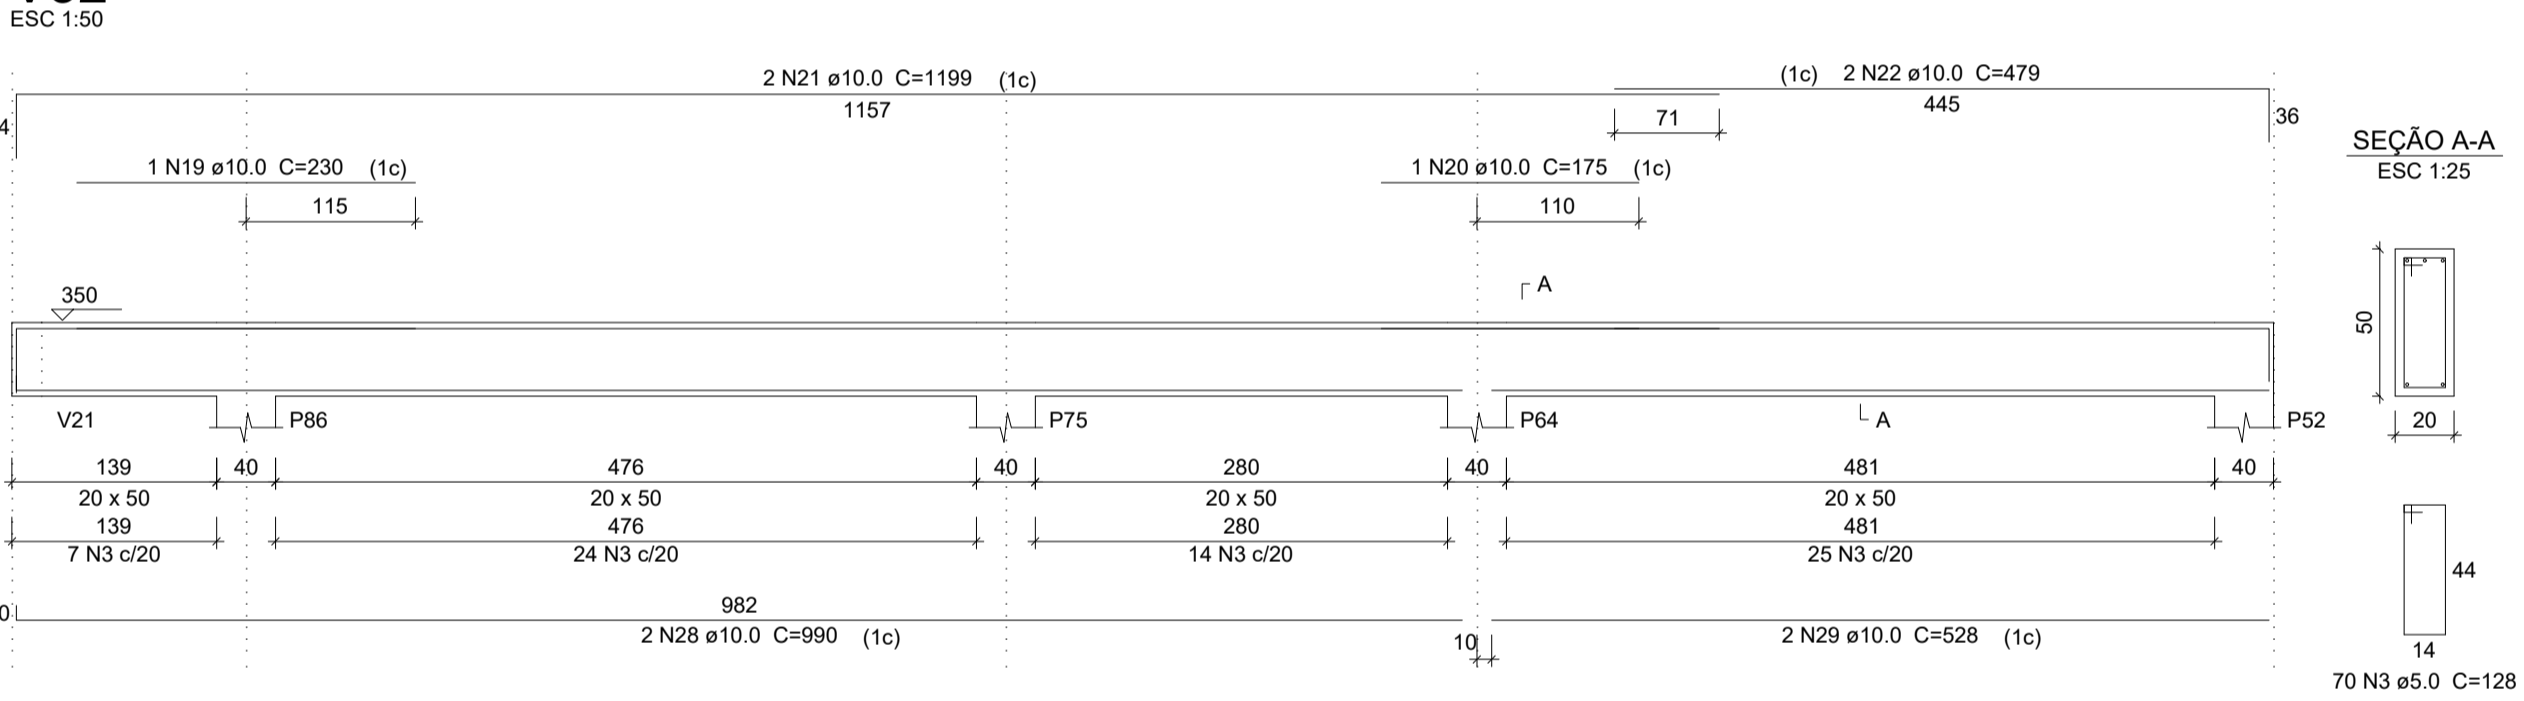 ESC 1:50
2 N21 ø10.0 C=1199 (1c)
(1c) 2 N22 ø10.0 C=479
1157
445
71
36
1 N19 ø10.0 C=230 (1c)
1 N20 ø10.0 C=175 (1c)
115
110
SEÇÃO A-A
ESC 1:25
A
350
50
V21
P86
P75
P64
A
P52
20
139
40
476
40
280
40
481
40
20 x 50
20 x 50
20 x 50
20 x 50
139
476
280
481
7 N3 c/20
24 N3 c/20
14 N3 c/20
25 N3 c/20
44
982
2 N28 ø10.0 C=990 (1c)
10
2 N29 ø10.0 C=528 (1c)
14
70 N3 ø5.0 C=128